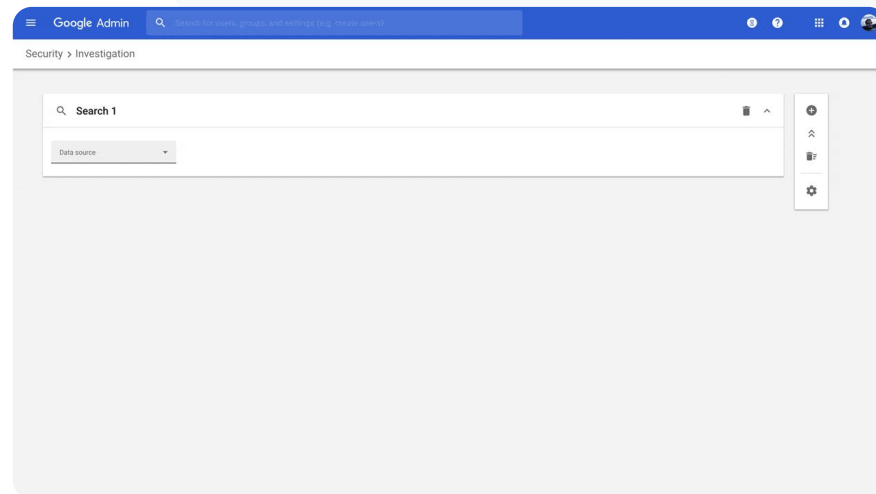 Google Admin
Search for users, groups, and settings (e.g. create users)
Security > Investigation
Search 1
Data source